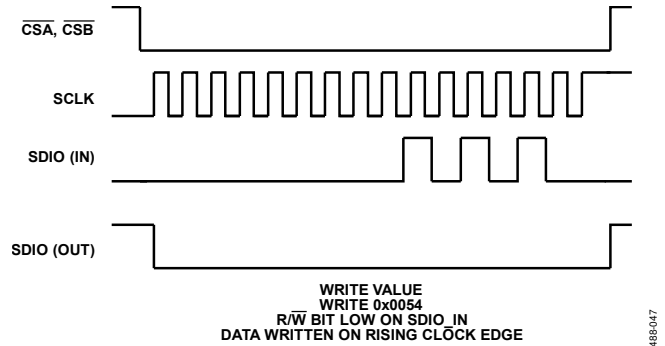 CSA, CSB
SCLK
SDIO (IN)
SDIO (OUT)
WRITE VALUE
WRITE 0x0054
R/W BIT LOW ON SDIO_IN
DATA WRITTEN ON RISING CLOCK EDGE
488-047